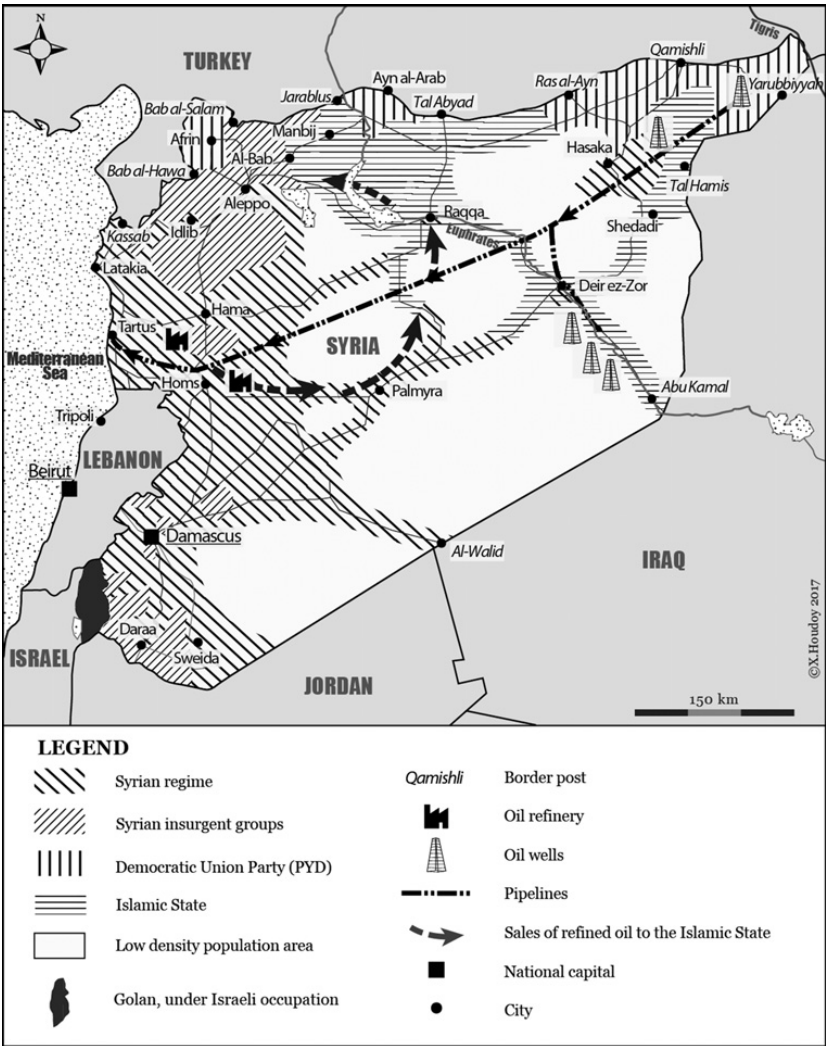 N
TURKEY
Tigris
Qamishli
Ayn al-Arab
Ras al-Ayn
Yarubbiyyah
Jarablus
Tal Abyad
Bab al-Salam
Manbij
Afrin
Hasaka
Al-Bab
Bab al-Hawa
Tal Hamis
Aleppo
Raqqa
Idlib
Shedadi
Kassab
Euphrates
Latakia
Deir ez-Zor
Hama
Tartus
SYRIA
Mediterranean
Sea
Homs
Palmyra
Abu Kamal
Tripoli
LEBANON
Beirut
Damascus
Al-Walid
IRAQ
©X.Houdoy 2017
Daraa
ISRAEL
Sweida
JORDAN
150 km
LEGEND
Syrian regime
Syrian insurgent groups
Democratic Union Party (PYD)
Islamic State
Low density population area
Golan, under Israeli occupation
Qamishli
Border post
Oil refinery
Oil wells
Pipelines
Sales of refined oil to the Islamic State
National capital
City